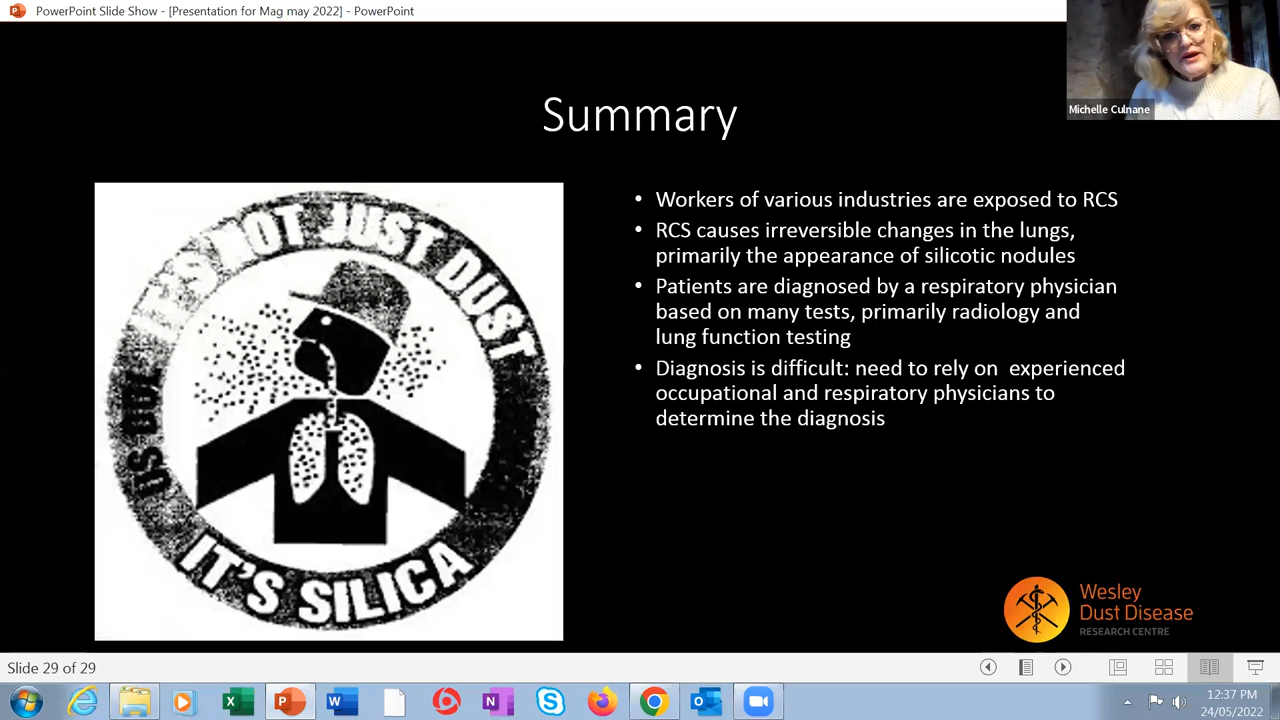 PowerPoint Slide Show - [Presentation for Mag may 2022] - PowerPoint
Michelle Culnane
Summary
IT'S NOT JUST DUST
IT'S SILICA
• Workers of various industries are exposed to RCS
• RCS causes irreversible changes in the lungs,
primarily the appearance of silicotic nodules
• Patients are diagnosed by a respiratory physician
based on many tests, primarily radiology and
lung function testing
• Diagnosis is difficult: need to rely on experienced
occupational and respiratory physicians to
determine the diagnosis
Wesley
Dust Disease
RESEARCH CENTRE
Slide 29 of 29
12:37 PM
24/05/2022